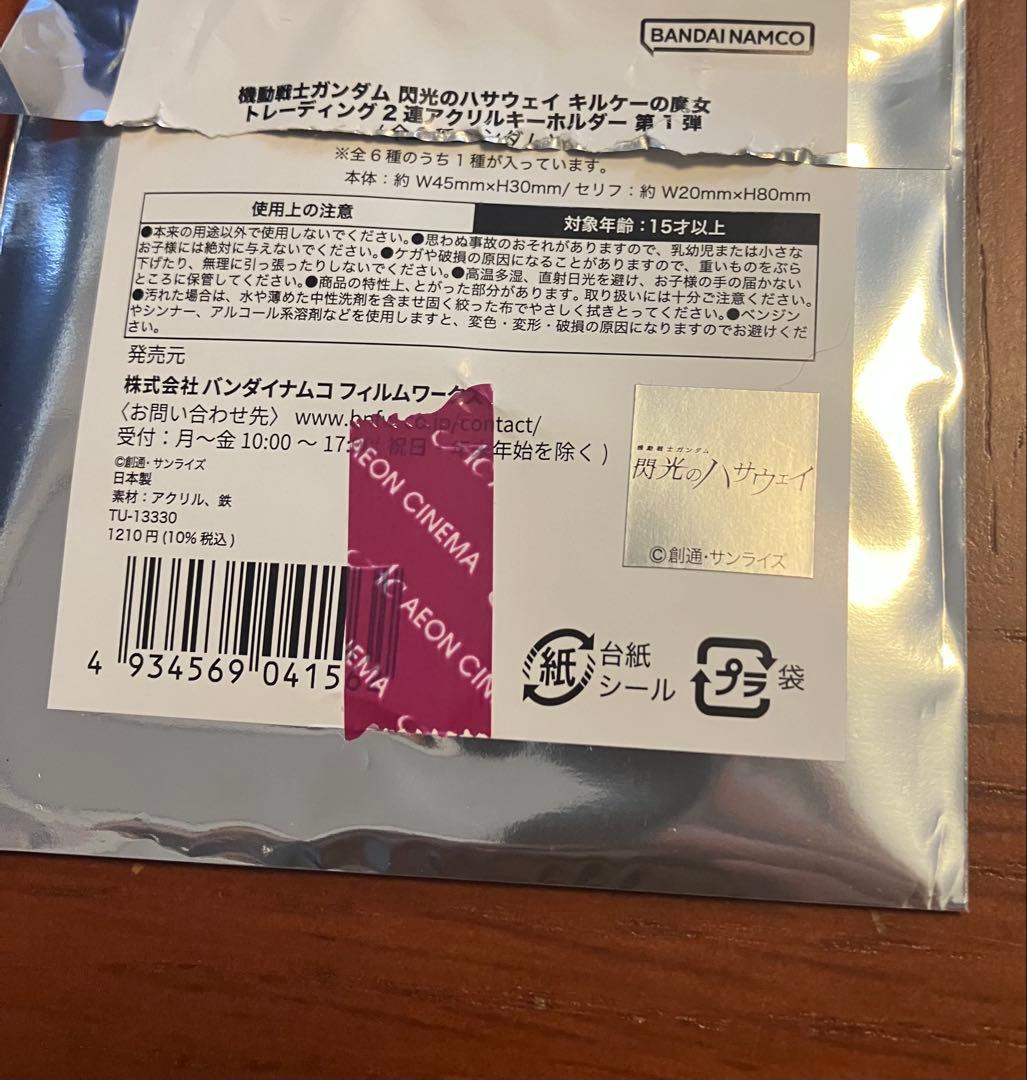 BANDAI NAMCO
機動戦士ガンダム 閃光のハサウェイ キルケーの魔女
トレーディング2連アクリルキーホルダー 第1弾
※全6種のうち1種が入っています。
本体：約 W45mm×H30mm/ セリフ：約 W20mm×H80mm
使用上の注意
対象年齢：15才以上
●本来の用途以外で使用しないでください。●思わぬ事故のおそれがありますので、乳幼児または小さな
お子様には絶対に与えないでください。●ケガや破損の原因になることがありますので、重いものをぶら
下げたり、無理に引っ張ったりしないでください。●高温多湿、直射日光を避け、お子様の手の届かない
ところに保管してください。●商品の特性上、とがった部分があります。取り扱いには十分ご注意ください。
●汚れた場合は、水や薄めた中性洗剤を含ませ固く絞った布でやさしく拭きとってください。●ベンジン
やシンナー、アルコール系溶剤などを使用しますと、変色・変形・破損の原因になりますのでお避けくだ
さい。
発売元
株式会社 バンダイナムコ フィルムワークス
〈お問い合わせ先〉 www.bnfw.co.jp/contact/
受付：月～金 10:00 ～ 17: 祝日 年始を除く)
©創通・サンライズ
日本製
素材：アクリル、鉄
TU-13330
1210円(10%税込)
4 934569 0415
AEON CINEMA
AC AEON CIN
NEMA
機動戦士ガンダム
閃光のハサウェイ
©創通・サンライズ
紙
台紙
シール
プラ
袋